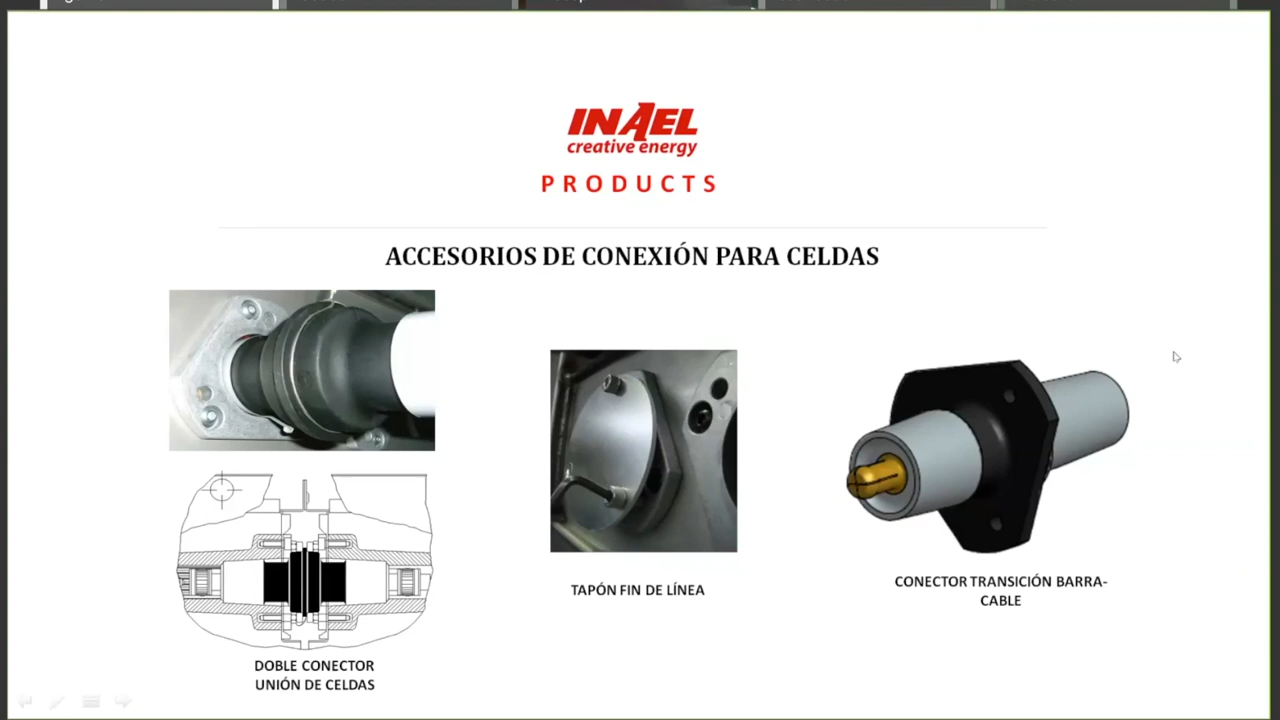 INAEL
creative energy
PRODUCTS
ACCESORIOS DE CONEXIÓN PARA CELDAS
DOBLE CONECTOR
UNIÓN DE CELDAS
TAPÓN FIN DE LÍNEA
CONECTOR TRANSICIÓN BARRA-
CABLE